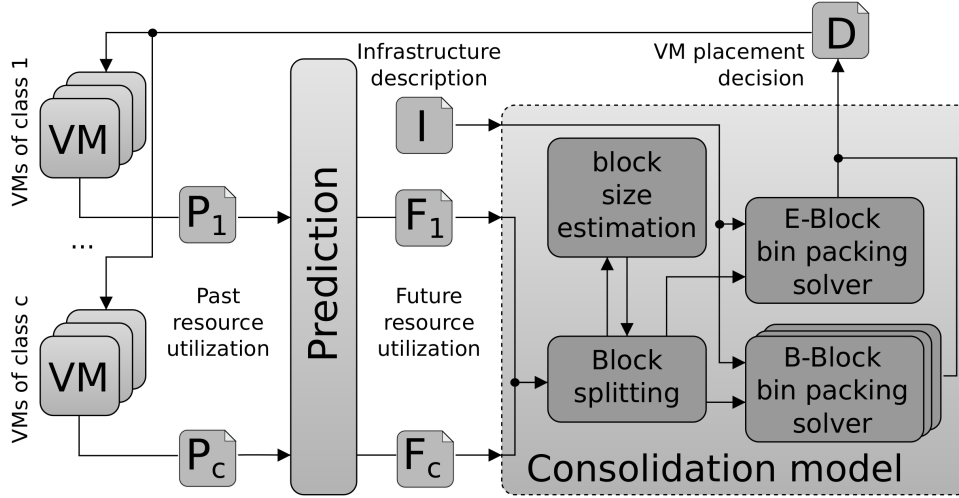 VMs of class 1
VM
...
VMs of class c
VM
P1
Past
resource
utilization
Pc
Prediction
Infrastructure
description
I
F1
Future
resource
utilization
Fc
VM placement
decision
D
block
size
estimation
Block
splitting
E-Block
bin packing
solver
B-Block
bin packing
solver
Consolidation model